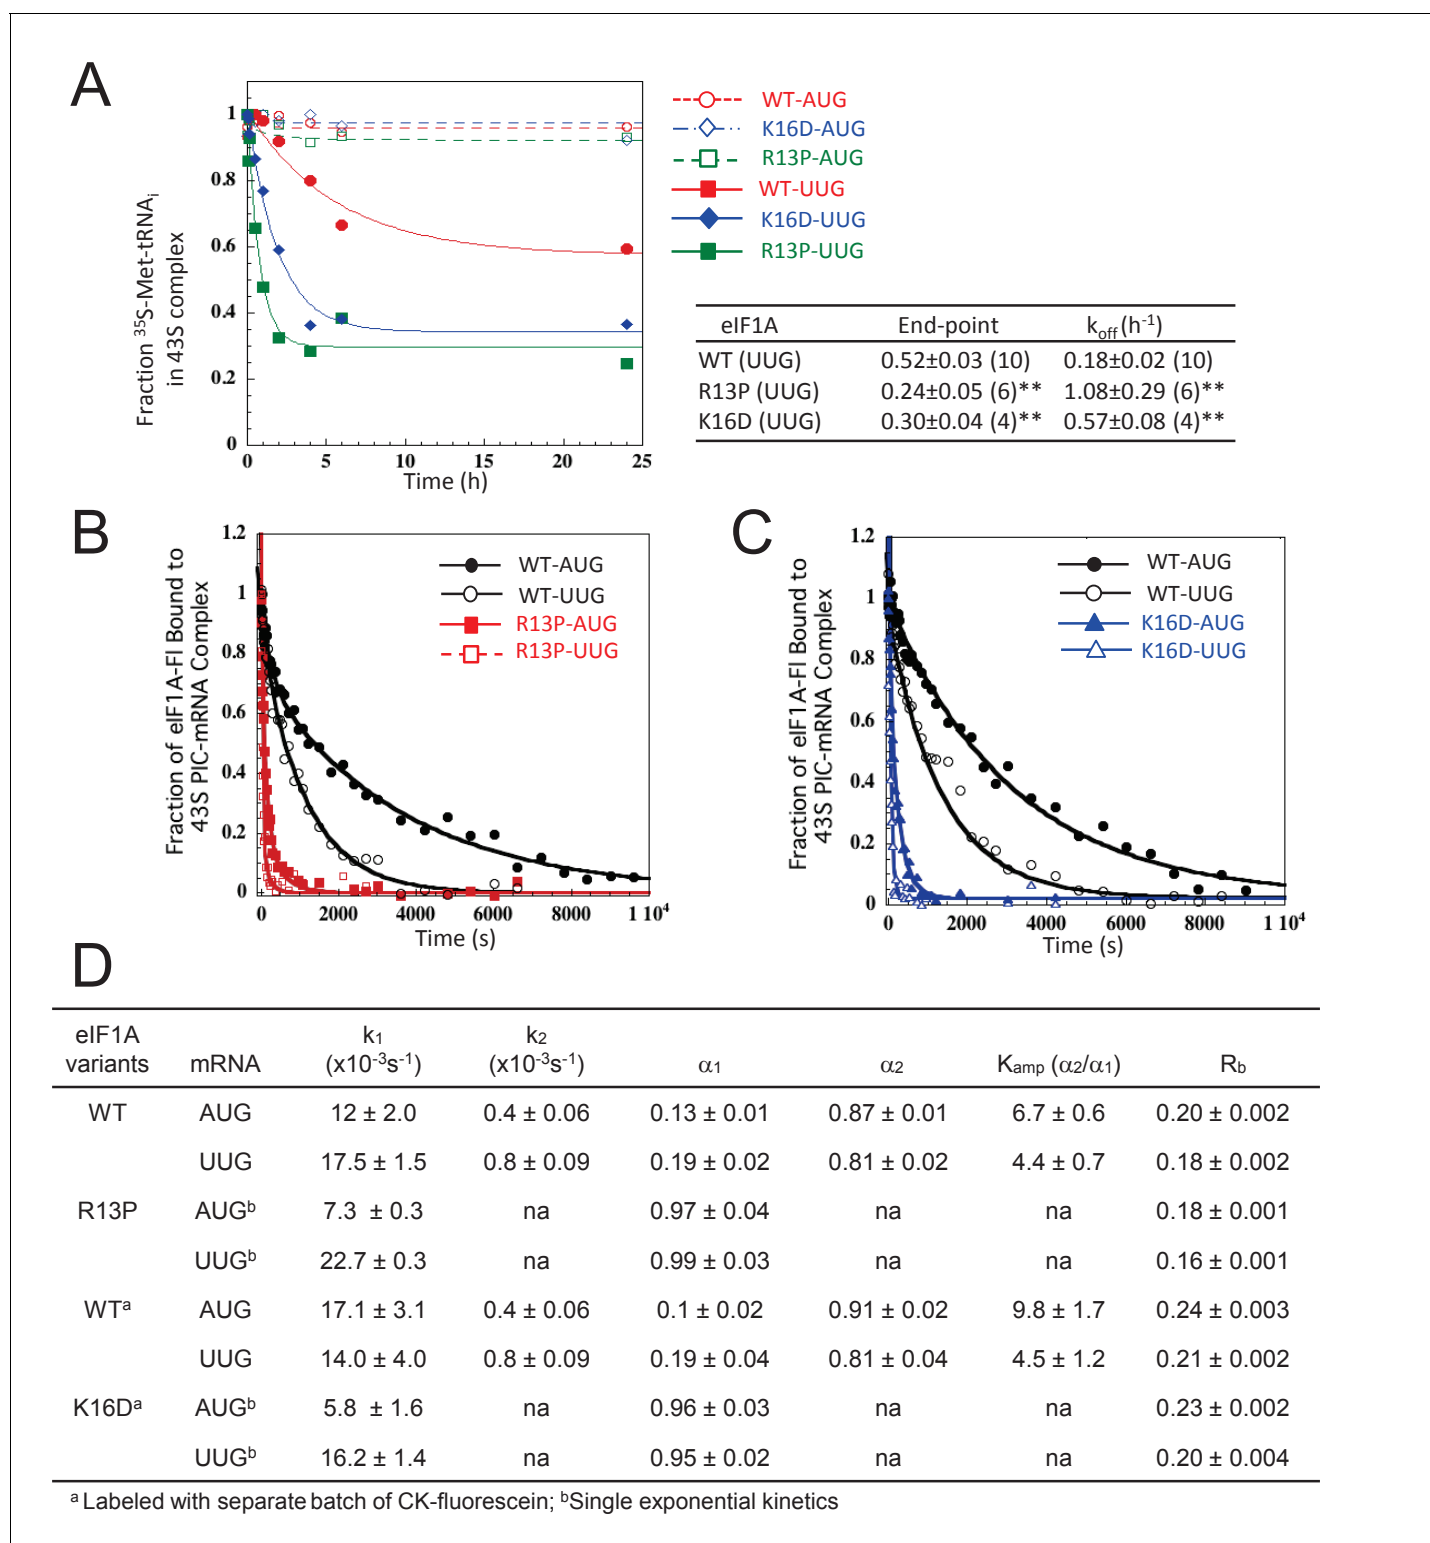 A
Fraction ³⁵S-Met-tRNAᵢ
in 43S complex
1
0.8
0.6
0.4
0.2
0
0 5 10 15 20 25
Time (h)
WT-AUG
K16D-AUG
R13P-AUG
WT-UUG
K16D-UUG
R13P-UUG
eIF1A End-point k_off (h⁻¹)
WT (UUG) 0.52±0.03 (10) 0.18±0.02 (10)
R13P (UUG) 0.24±0.05 (6)** 1.08±0.29 (6)**
K16D (UUG) 0.30±0.04 (4)** 0.57±0.08 (4)**
B
Fraction of eIF1A-Fl Bound to
43S PIC-mRNA Complex
1.2
1
0.8
0.6
0.4
0.2
0
0 2000 4000 6000 8000 1 10⁴
Time (s)
WT-AUG
WT-UUG
R13P-AUG
R13P-UUG
C
Fraction of eIF1A-Fl Bound to
43S PIC-mRNA Complex
1.2
1
0.8
0.6
0.4
0.2
0
0 2000 4000 6000 8000 1 10⁴
Time (s)
WT-AUG
WT-UUG
K16D-AUG
K16D-UUG
D
eIF1A variants mRNA k₁ (x10⁻³s⁻¹) k₂ (x10⁻³s⁻¹) α₁ α₂ K_amp (α₂/α₁) R_b
WT AUG 12 ± 2.0 0.4 ± 0.06 0.13 ± 0.01 0.87 ± 0.01 6.7 ± 0.6 0.20 ± 0.002
UUG 17.5 ± 1.5 0.8 ± 0.09 0.19 ± 0.02 0.81 ± 0.02 4.4 ± 0.7 0.18 ± 0.002
R13P AUGᵇ 7.3 ± 0.3 na 0.97 ± 0.04 na na 0.18 ± 0.001
UUGᵇ 22.7 ± 0.3 na 0.99 ± 0.03 na na 0.16 ± 0.001
WTᵃ AUG 17.1 ± 3.1 0.4 ± 0.06 0.1 ± 0.02 0.91 ± 0.02 9.8 ± 1.7 0.24 ± 0.003
UUG 14.0 ± 4.0 0.8 ± 0.09 0.19 ± 0.04 0.81 ± 0.04 4.5 ± 1.2 0.21 ± 0.002
K16Dᵃ AUGᵇ 5.8 ± 1.6 na 0.96 ± 0.03 na na 0.23 ± 0.002
UUGᵇ 16.2 ± 1.4 na 0.95 ± 0.02 na na 0.20 ± 0.004
ᵃ Labeled with separate batch of CK-fluorescein; ᵇSingle exponential kinetics